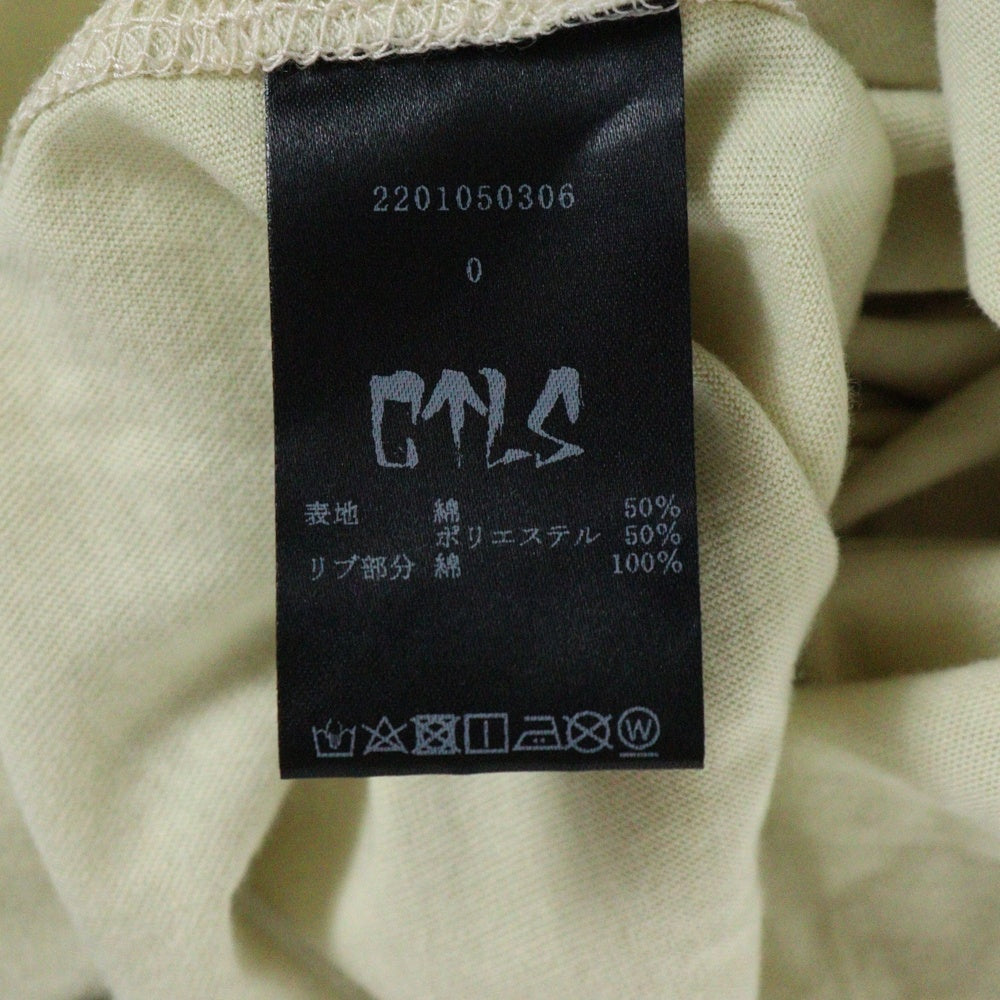 2201050306
0
CTLS
表地 綿 50%
ポリエステル 50%
リブ部分 綿 100%
W